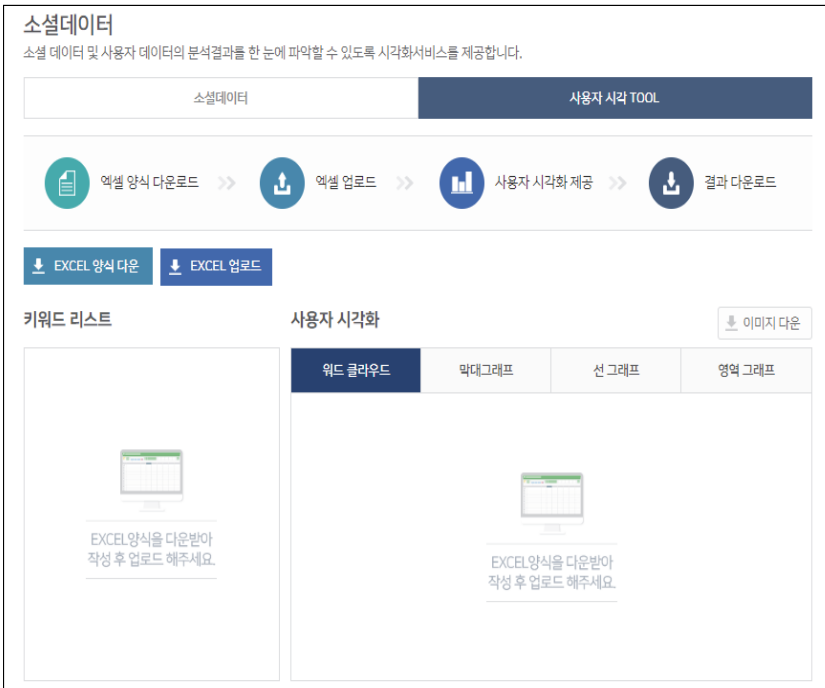 소셜데이터
소셜 데이터 및 사용자 데이터의 분석결과를 한 눈에 파악할 수 있도록 시각화서비스를 제공합니다.
소셜데이터
사용자 시각 TOOL
엑셀 양식 다운로드
엑셀 업로드
사용자 시각화 제공
결과 다운로드
EXCEL 양식 다운
EXCEL 업로드
키워드 리스트
사용자 시각화
이미지 다운
워드 클라우드
막대그래프
선 그래프
영역 그래프
EXCEL양식을 다운받아
작성 후 업로드 해주세요.
EXCEL양식을 다운받아
작성 후 업로드 해주세요.